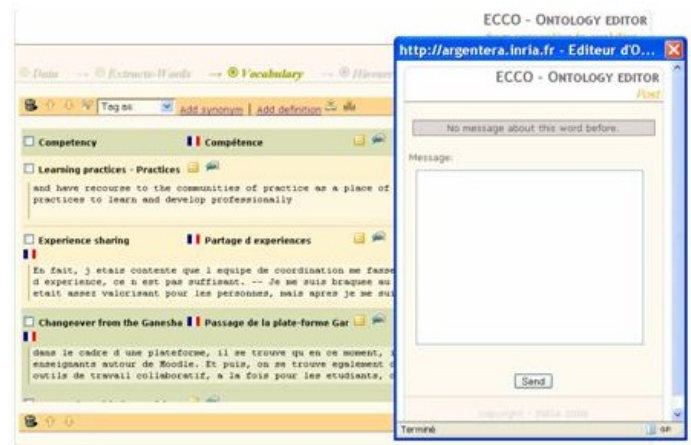 ECCO - ONTOLOGY EDITOR
Data → Extracts-Words → Vocabulary → Hierarc
Tag as: Add synonym | Add definition
Competency Compétence
Learning practices - Practices
and have recourse to the communities of practice as a place of
practices to learn and develop professionally
Experience sharing Partage d experiences
En fait, j etais contente que l equipe de coordination me fasse
d experience, ce n est pas suffisant. -- Je me suis braquee au
etait assez valorisant pour les personnes, mais apres je me sui
Changeover from the Ganesha Passage de la plate-forme Gar
dans le cadre d une plateforme, il se trouve qu en ce moment,
enseignants autour de Moodle. Et puis, on se trouve egalement
outils de travail collaboratif, a la fois pour les etudiants,
http://argentera.inria.fr - Editeur d'O...
ECCO - ONTOLOGY EDITOR
Post
No message about this word before.
Message:
Send
copyright - INRIA
Terminé